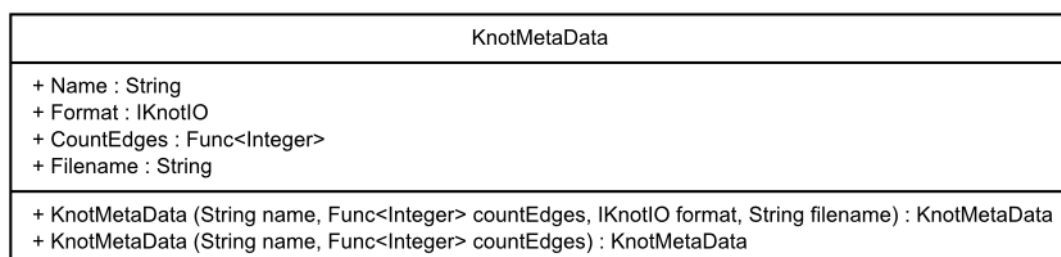 KnotMetaData
+ Name : String
+ Format : IKnotIO
+ CountEdges : Func<Integer>
+ Filename : String
+ KnotMetaData (String name, Func<Integer> countEdges, IKnotIO format, String filename) : KnotMetaData
+ KnotMetaData (String name, Func<Integer> countEdges) : KnotMetaData